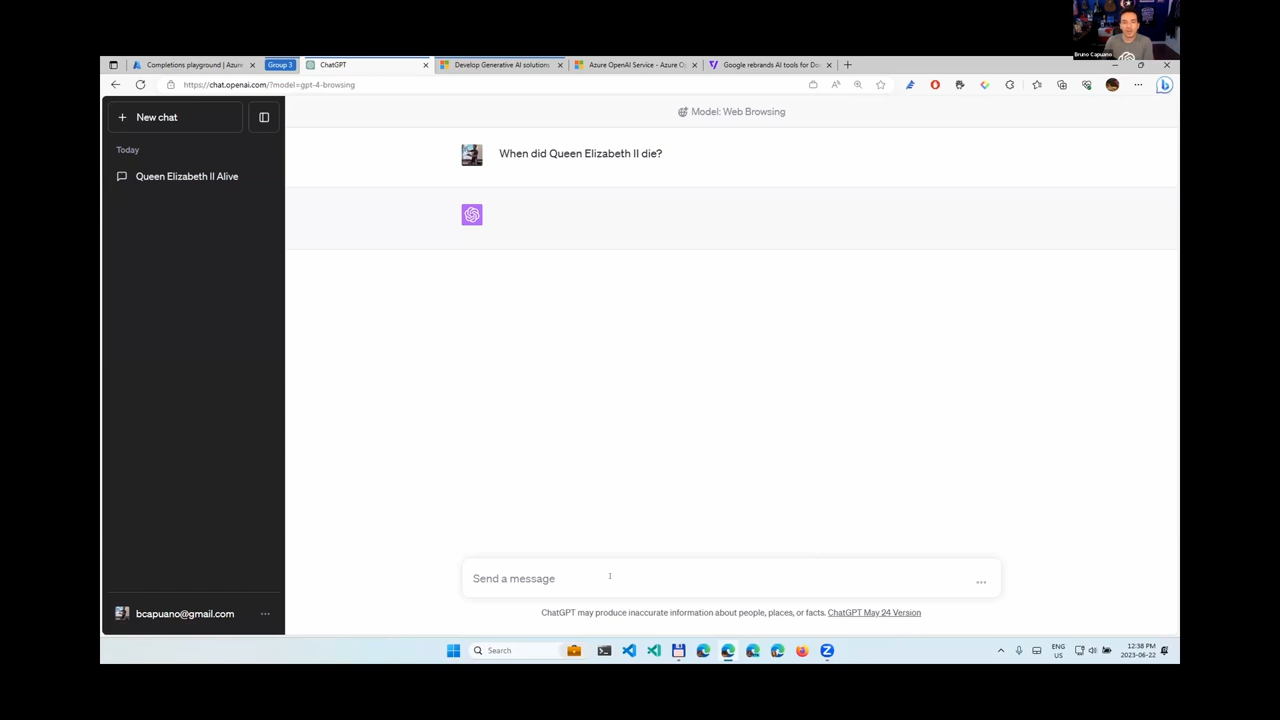 Bruno Capuano
Completions playground | Azure
Group 3
ChatGPT
Develop Generative AI solutions
Azure OpenAI Service - Azure Op
Google rebrands AI tools for Do
https://chat.openai.com/?model=gpt-4-browsing
New chat
Model: Web Browsing
Today
When did Queen Elizabeth II die?
Queen Elizabeth II Alive
Send a message
ChatGPT may produce inaccurate information about people, places, or facts. ChatGPT May 24 Version
bcapuano@gmail.com
Search
ENG
US
12:38 PM
2023-06-22